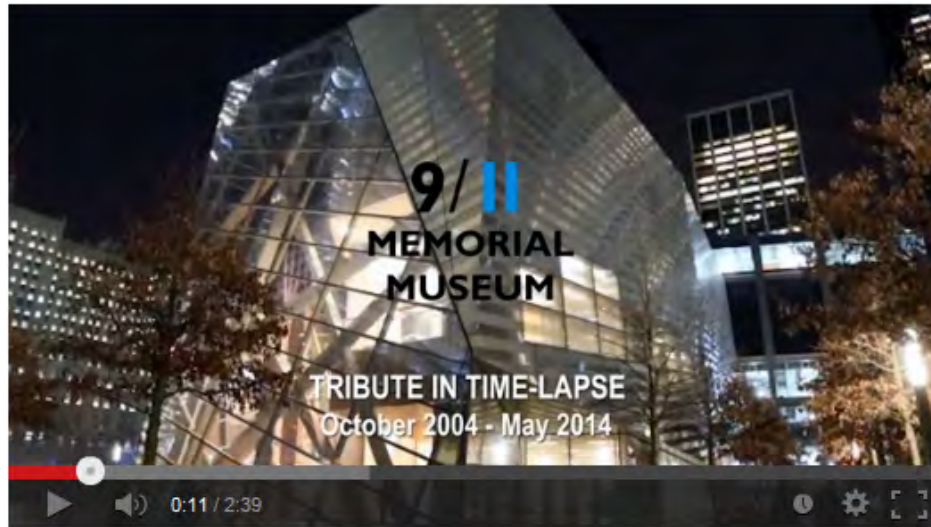 9/11
MEMORIAL
MUSEUM
TRIBUTE IN TIME-LAPSE
October 2004 - May 2014
0:11 / 2:39